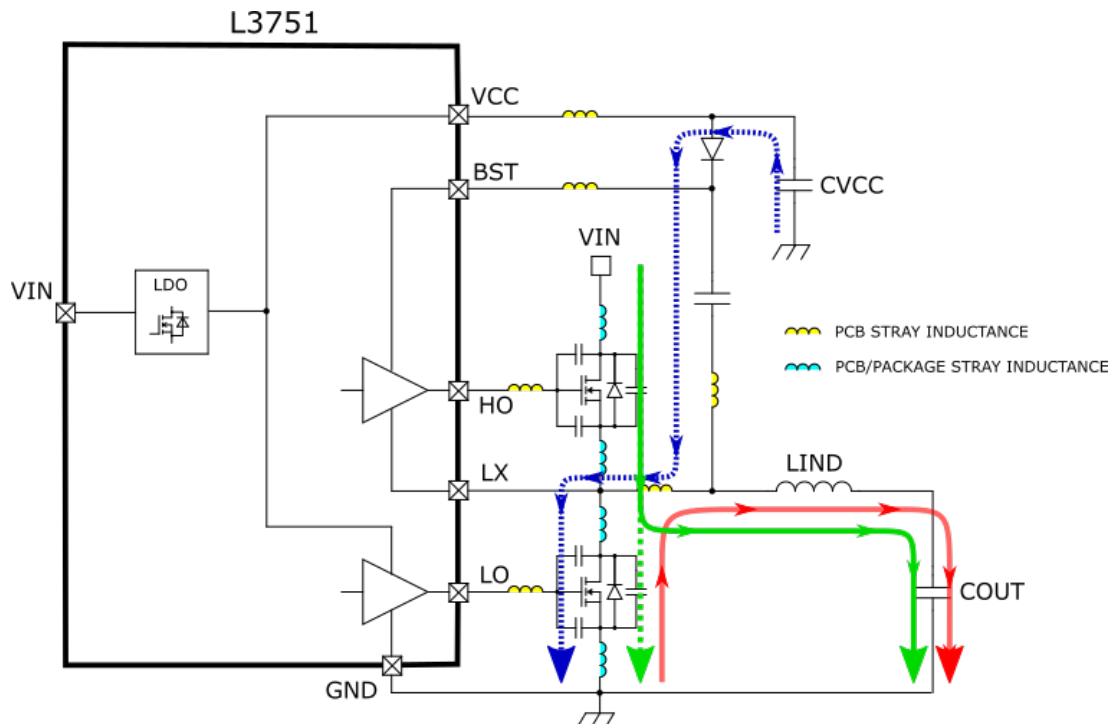 L3751
VCC
BST
CVCC
VIN
VIN
LDO
PCB STRAY INDUCTANCE
PCB/PACKAGE STRAY INDUCTANCE
HO
LIND
LX
LO
COUT
GND